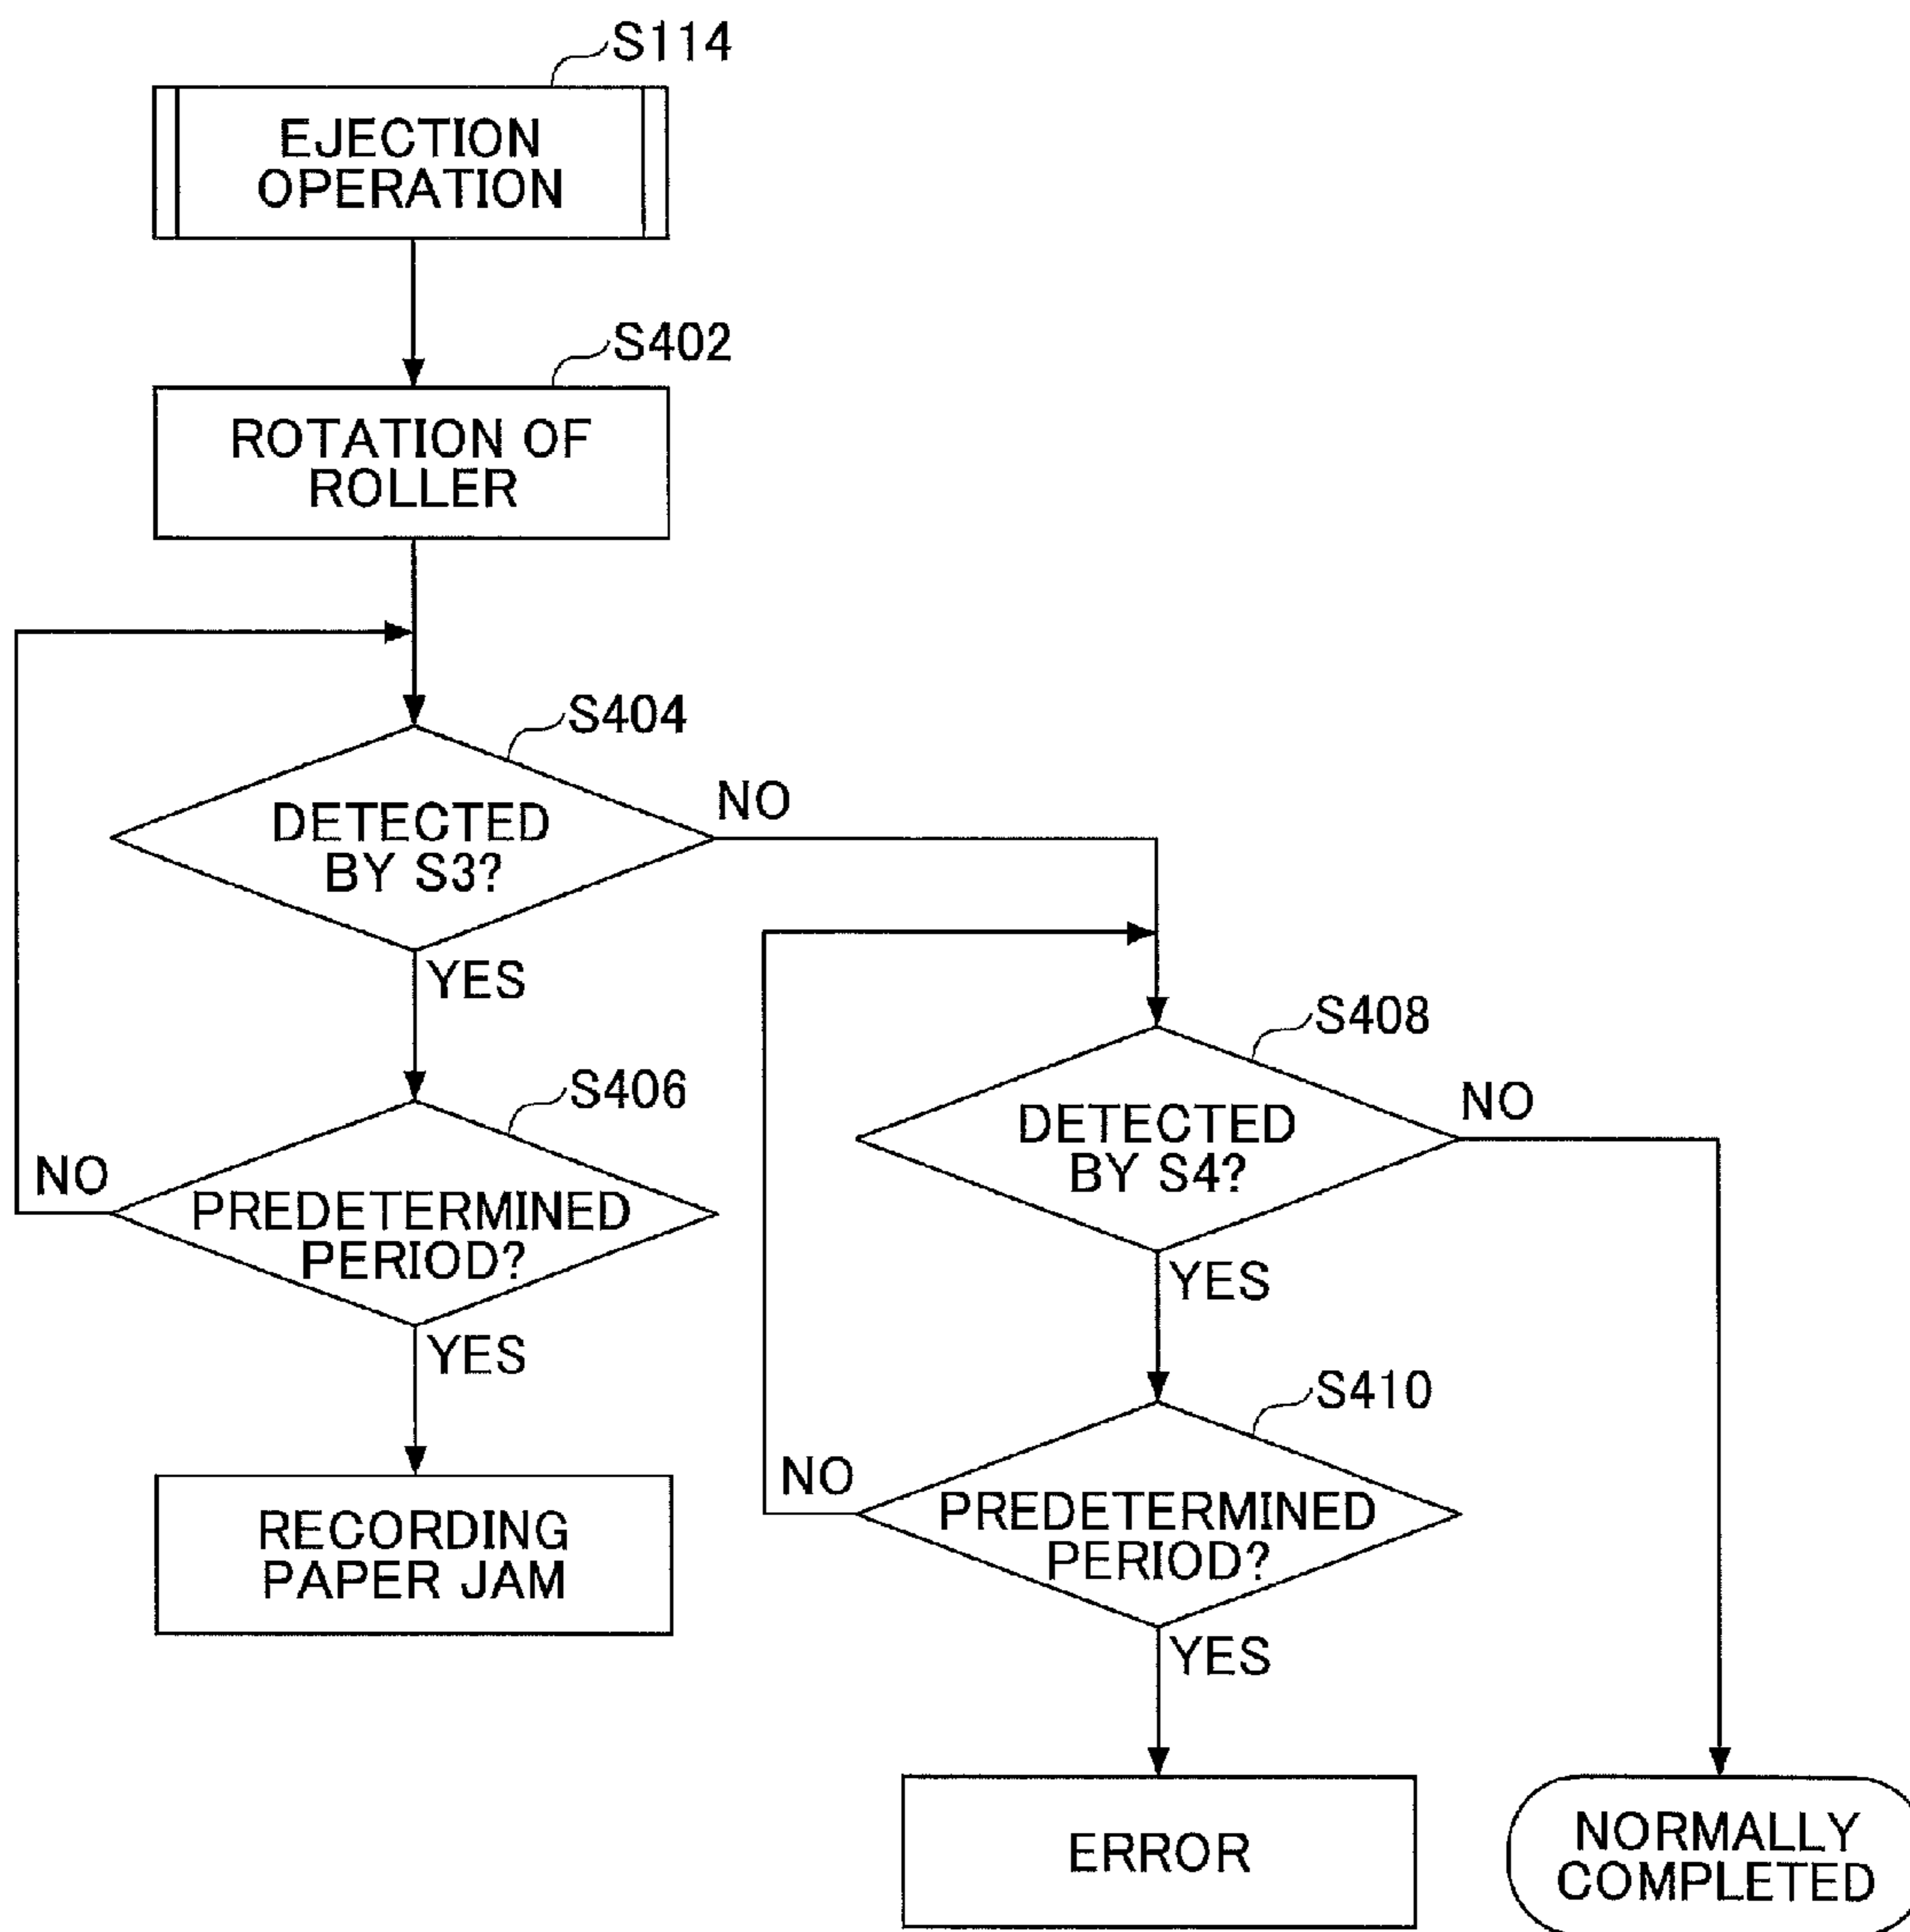 S114
EJECTION
OPERATION
S402
ROTATION OF
ROLLER
S404
DETECTED
BY S3?
NO
YES
S406
PREDETERMINED
PERIOD?
NO
YES
RECORDING
PAPER JAM
S408
DETECTED
BY S4?
NO
YES
S410
PREDETERMINED
PERIOD?
NO
YES
ERROR
NORMALLY
COMPLETED